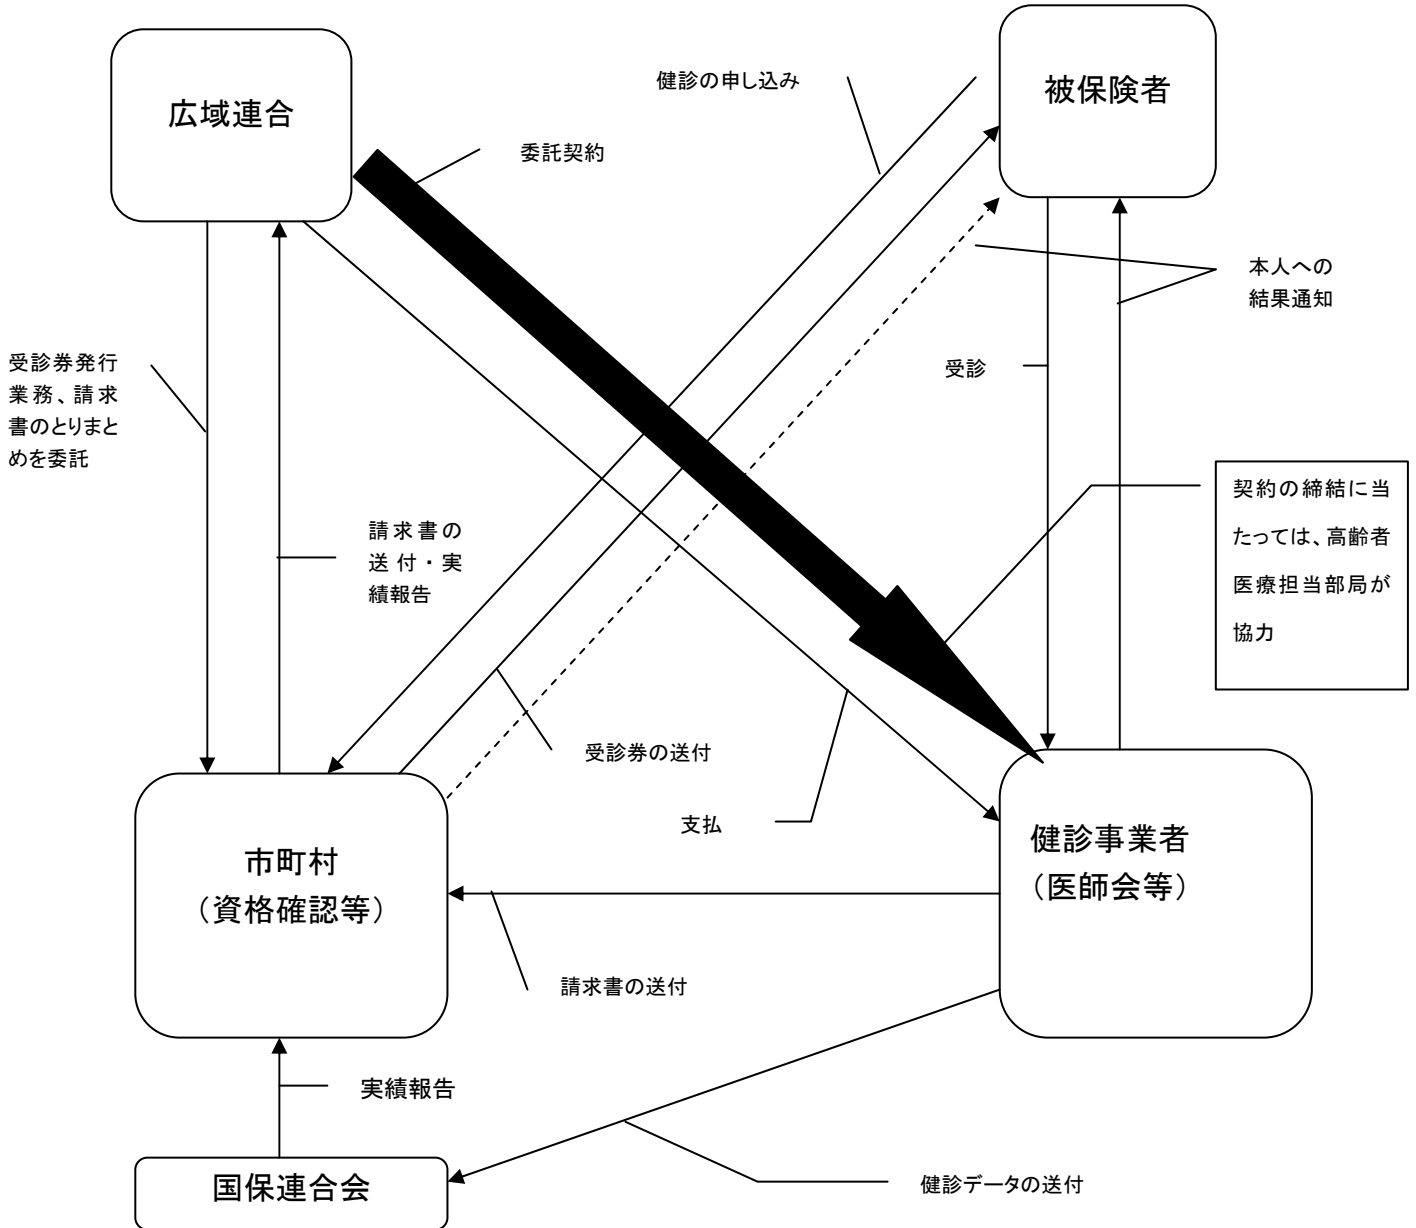 広域連合
被保険者
健診の申し込み
委託契約
本人への
結果通知
受診券発行
業務、請求
書のとりまと
めを委託
受診
請求書の
送付・実
績報告
契約の締結に当
たっては、高齢者
医療担当部局が
協力
受診券の送付
支払
市町村
（資格確認等）
健診事業者
（医師会等）
請求書の送付
実績報告
国保連合会
健診データの送付